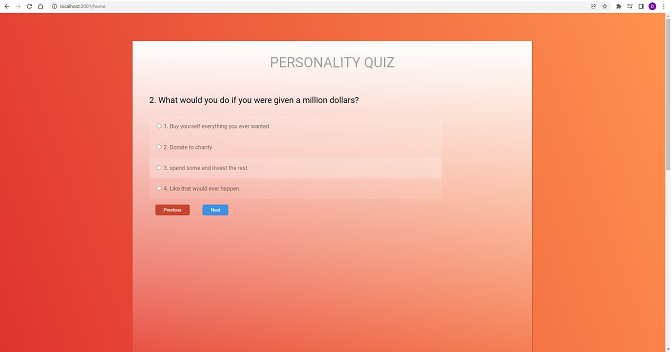 localhost:3001/home
D
PERSONALITY QUIZ
2. What would you do if you were given a million dollars?
1. Buy yourself everything you ever wanted.
2. Donate to charity.
3. spend some and invest the rest.
4. Like that would ever happen.
Previous Next